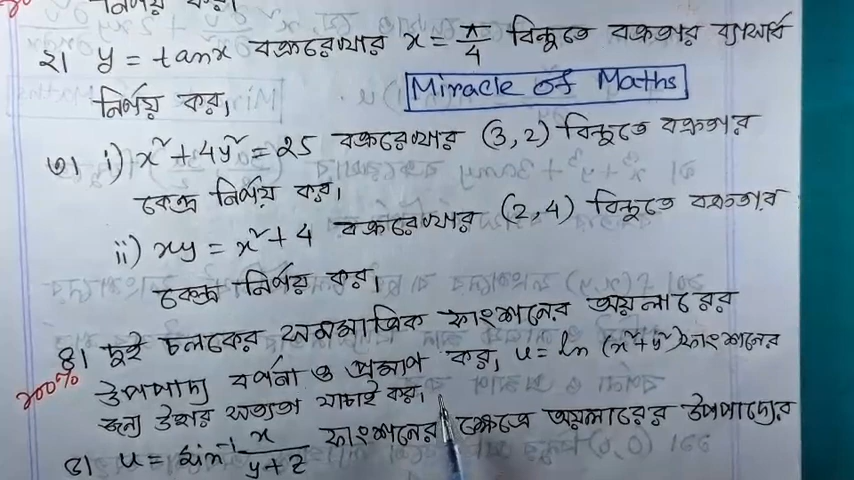 নির্ণয় কর।
২। y = tanx বক্ররেখার x = π/4 বিন্দুতে বক্রতার ব্যাসার্ধ
নির্ণয় কর।
Miracle of Maths
৩। i) x² + 4y² = 25 বক্ররেখার (3, 2) বিন্দুতে বক্রতার
কেন্দ্র নির্ণয় কর।
ii) xy = x² + 4 বক্ররেখার (2, 4) বিন্দুতে বক্রতার
কেন্দ্র নির্ণয় কর।
৪। দুই চলকের সমমাত্রিক ফাংশনের অয়লারের
১০০% উপপাদ্য বর্ণনা ও প্রমাণ কর, u = ln (x²+y²) ফাংশনের
জন্য উহার সত্যতা যাচাই কর।
৫। u = sin⁻¹ x/y+z ফাংশনের ক্ষেত্রে অয়লারের উপপাদ্যের